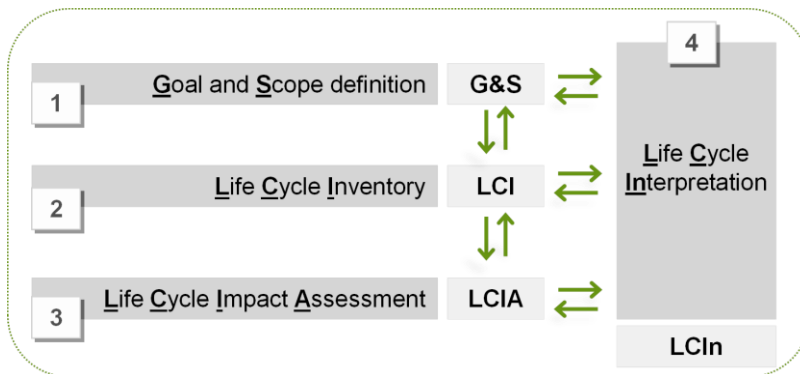 4
1
Goal and Scope definition
G&S
Life Cycle
Interpretation
2
Life Cycle Inventory
LCI
3
Life Cycle Impact Assessment
LCIA
LCIn